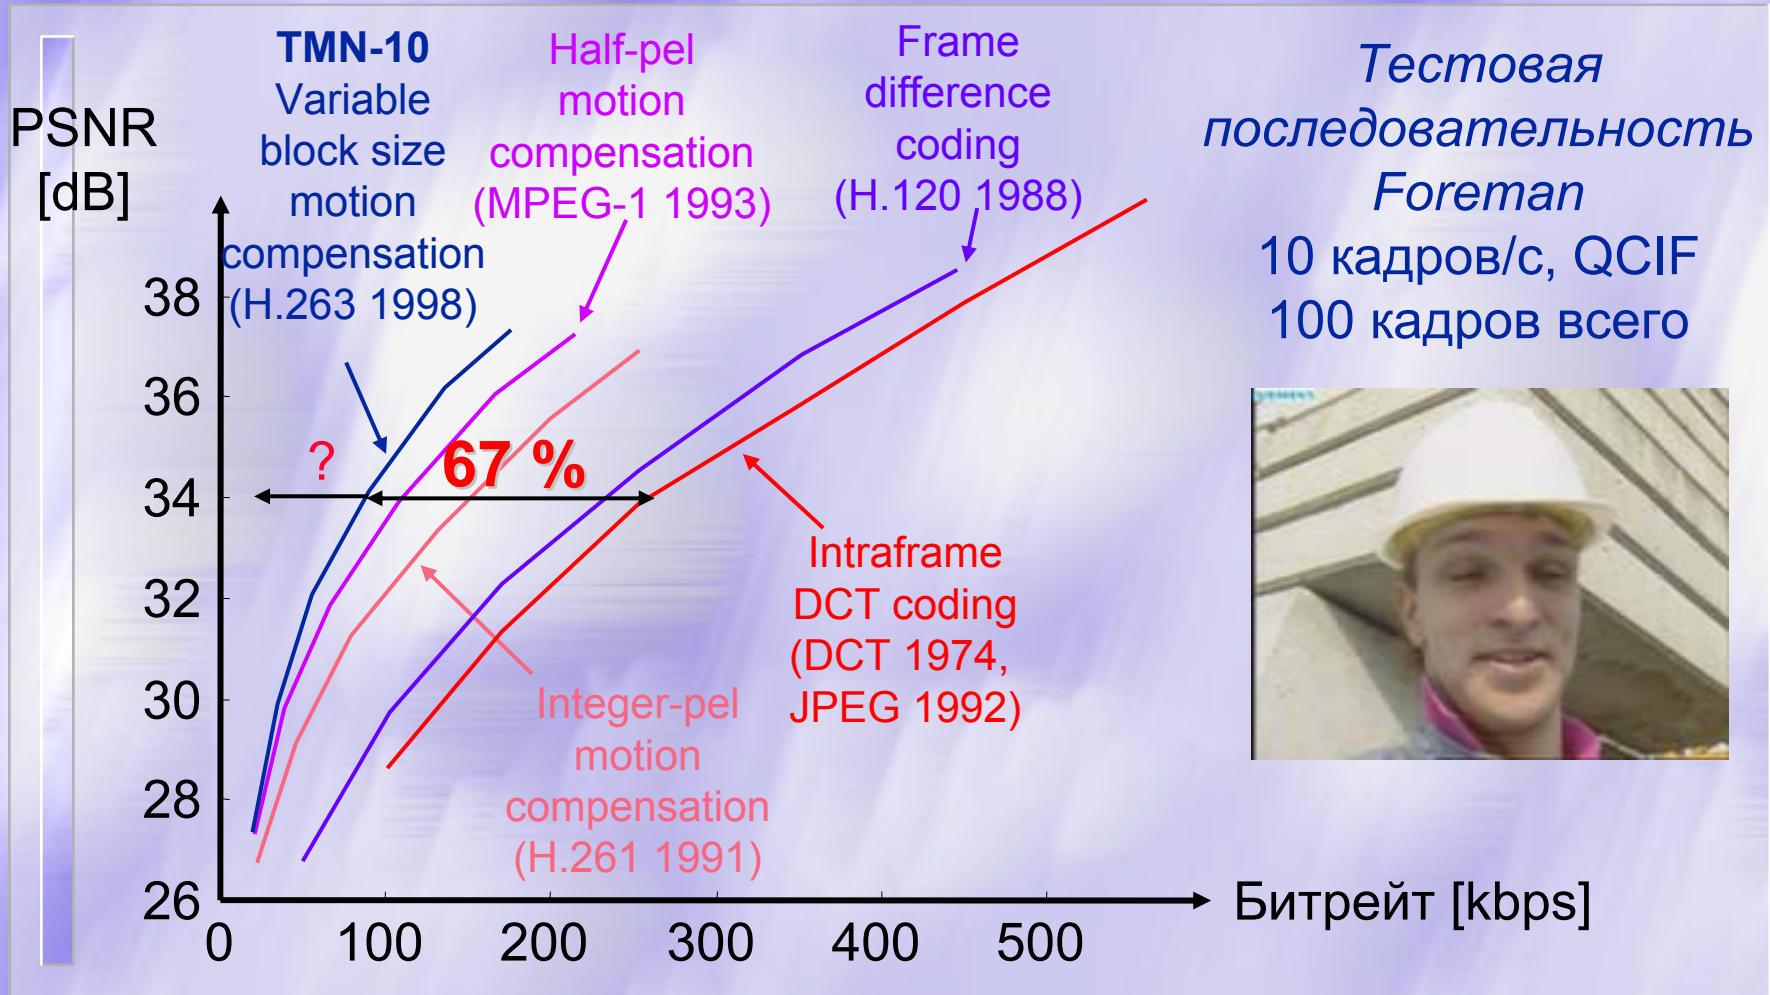 TMN-10
Variable
block size
motion
compensation
(H.263 1998)
Half-pel
motion
compensation
(MPEG-1 1993)
Frame
difference
coding
(H.120 1988)
Тестовая
последовательность
Foreman
10 кадров/с, QCIF
100 кадров всего
PSNR
[dB]
38
36
34
32
30
28
26
?
67 %
Intraframe
DCT coding
(DCT 1974,
JPEG 1992)
Integer-pel
motion
compensation
(H.261 1991)
0 100 200 300 400 500
Битрейт [kbps]